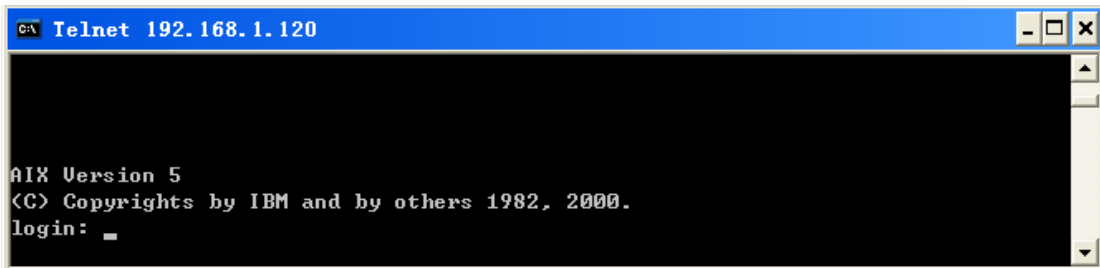 C:\ Telnet 192.168.1.120
AIX Version 5
(C) Copyrights by IBM and by others 1982, 2000.
login: _